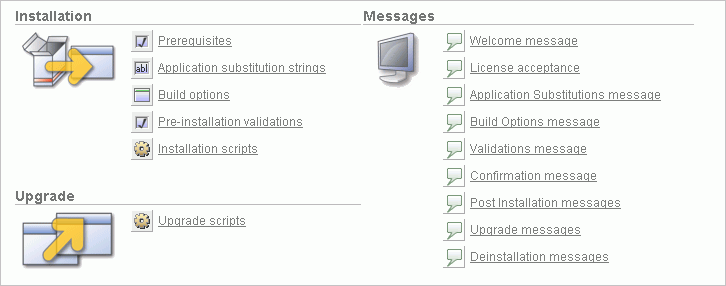 Installation
Prerequisites
abl Application substitution strings
Build options
Pre-installation validations
Installation scripts
Upgrade
Upgrade scripts
Messages
Welcome message
License acceptance
Application Substitutions message
Build Options message
Validations message
Confirmation message
Post Installation messages
Upgrade messages
Deinstallation messages